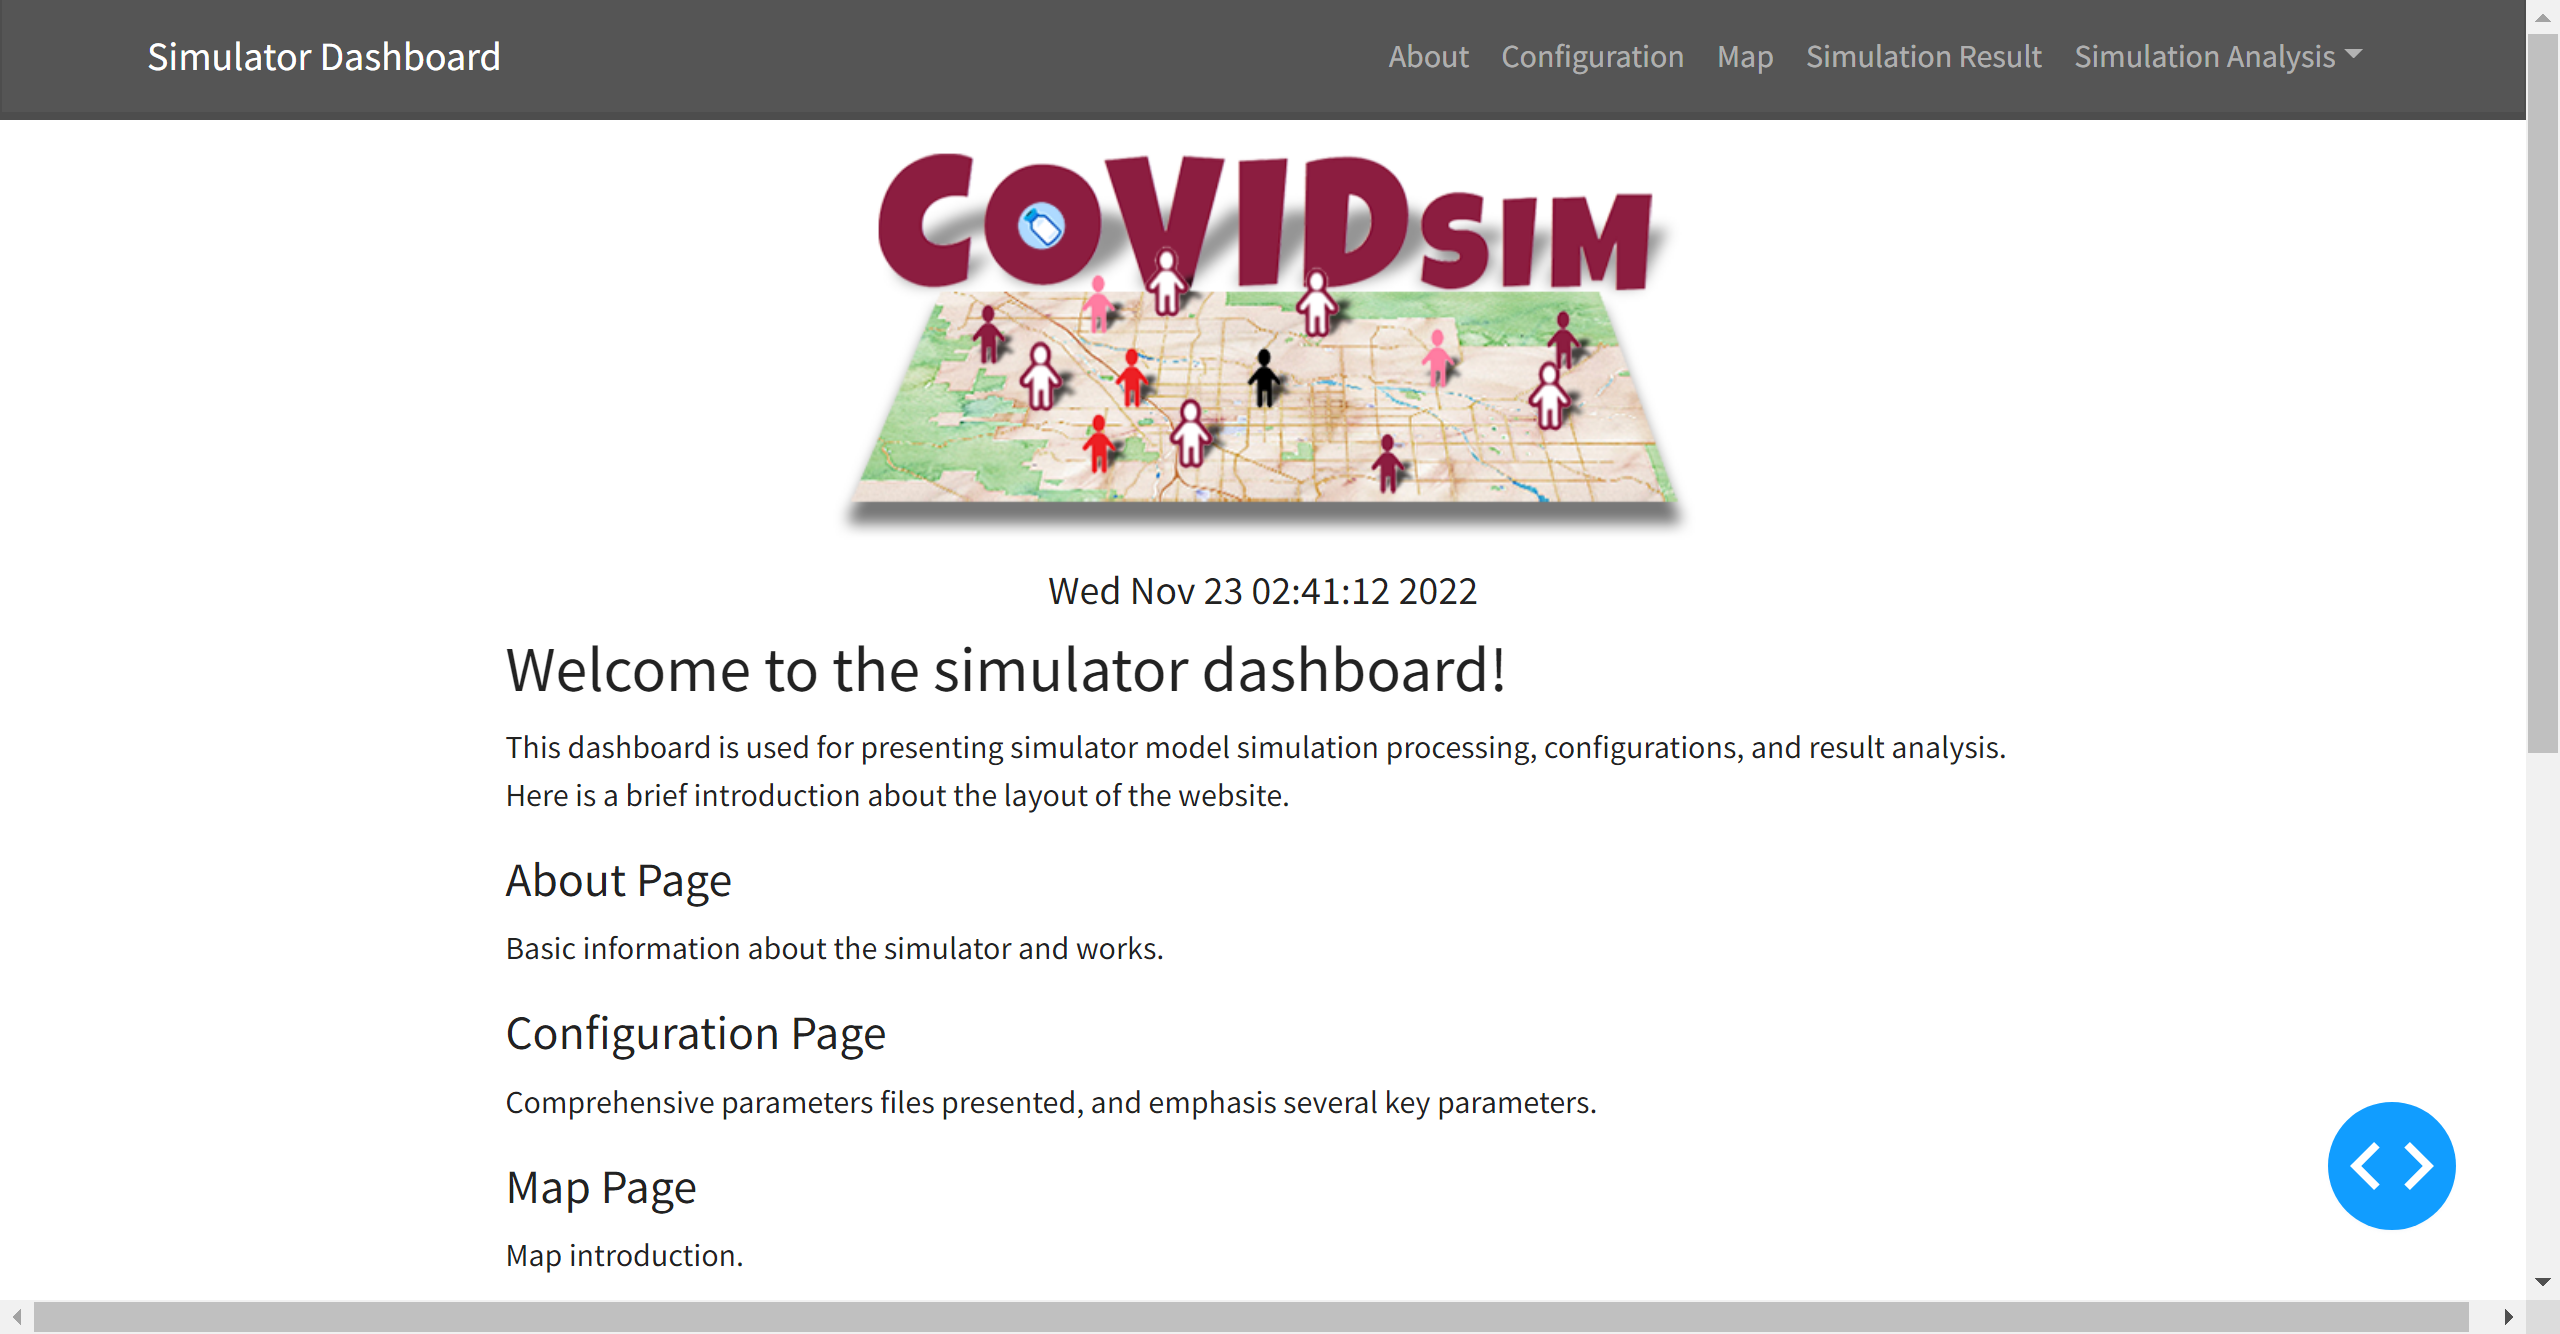 Simulator Dashboard
About Configuration Map Simulation Result Simulation Analysis
COVIDSIM
Wed Nov 23 02:41:12 2022
Welcome to the simulator dashboard!
This dashboard is used for presenting simulator model simulation processing, configurations, and result analysis.
Here is a brief introduction about the layout of the website.
About Page
Basic information about the simulator and works.
Configuration Page
Comprehensive parameters files presented, and emphasis several key parameters.
Map Page
Map introduction.